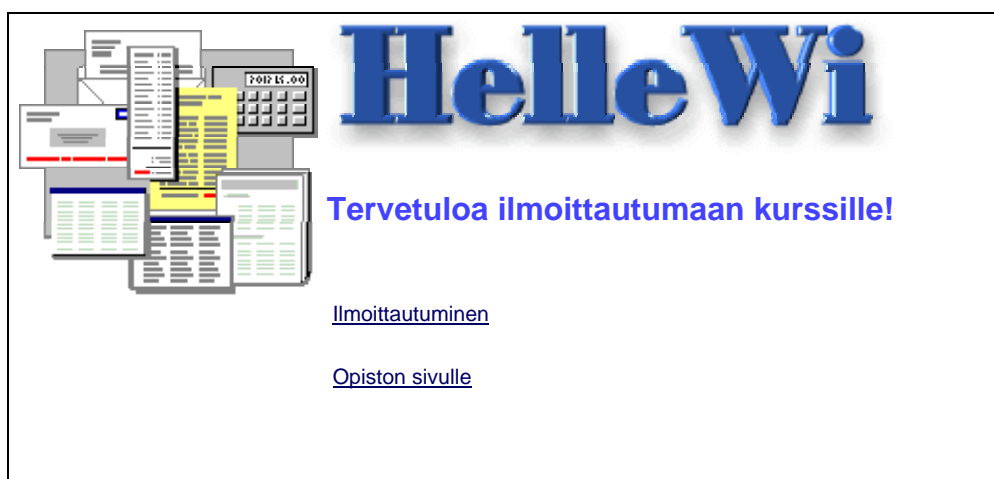 HelleWi
Tervetuloa ilmoittautumaan kurssille!
Ilmoittautuminen
Opiston sivulle